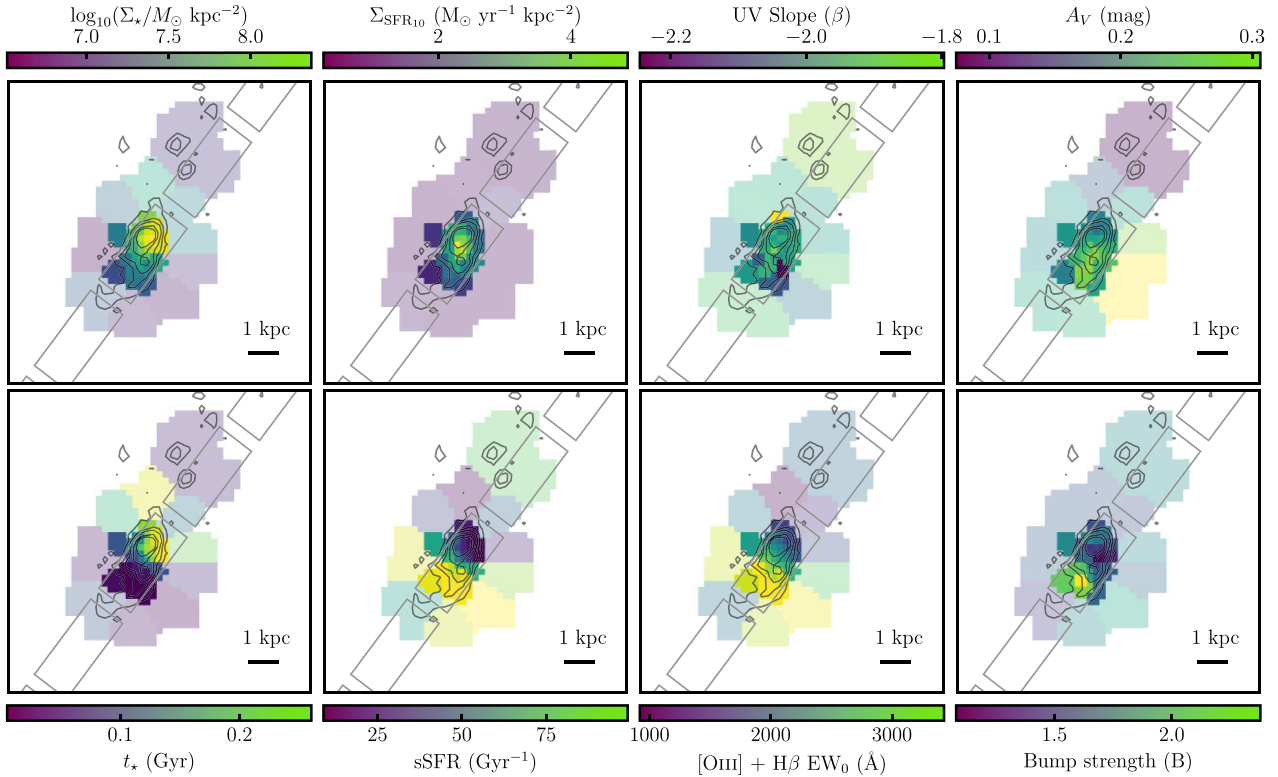 log₁₀(Σ⋆/M⊙ kpc⁻²)
7.0 7.5 8.0
Σ_SFR₁₀ (M⊙ yr⁻¹ kpc⁻²)
2 4
UV Slope (β)
−2.2 −2.0 −1.8
A_V (mag)
0.1 0.2 0.3
1 kpc
1 kpc
1 kpc
1 kpc
1 kpc
1 kpc
1 kpc
1 kpc
0.1 0.2
t⋆ (Gyr)
25 50 75
sSFR (Gyr⁻¹)
1000 2000 3000
[OIII] + Hβ EW₀ (Å)
1.5 2.0
Bump strength (B)